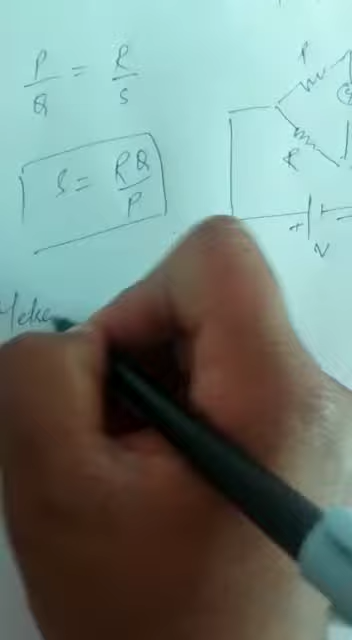 P/Q = R/S
S = RQ/P
P
R
+
V